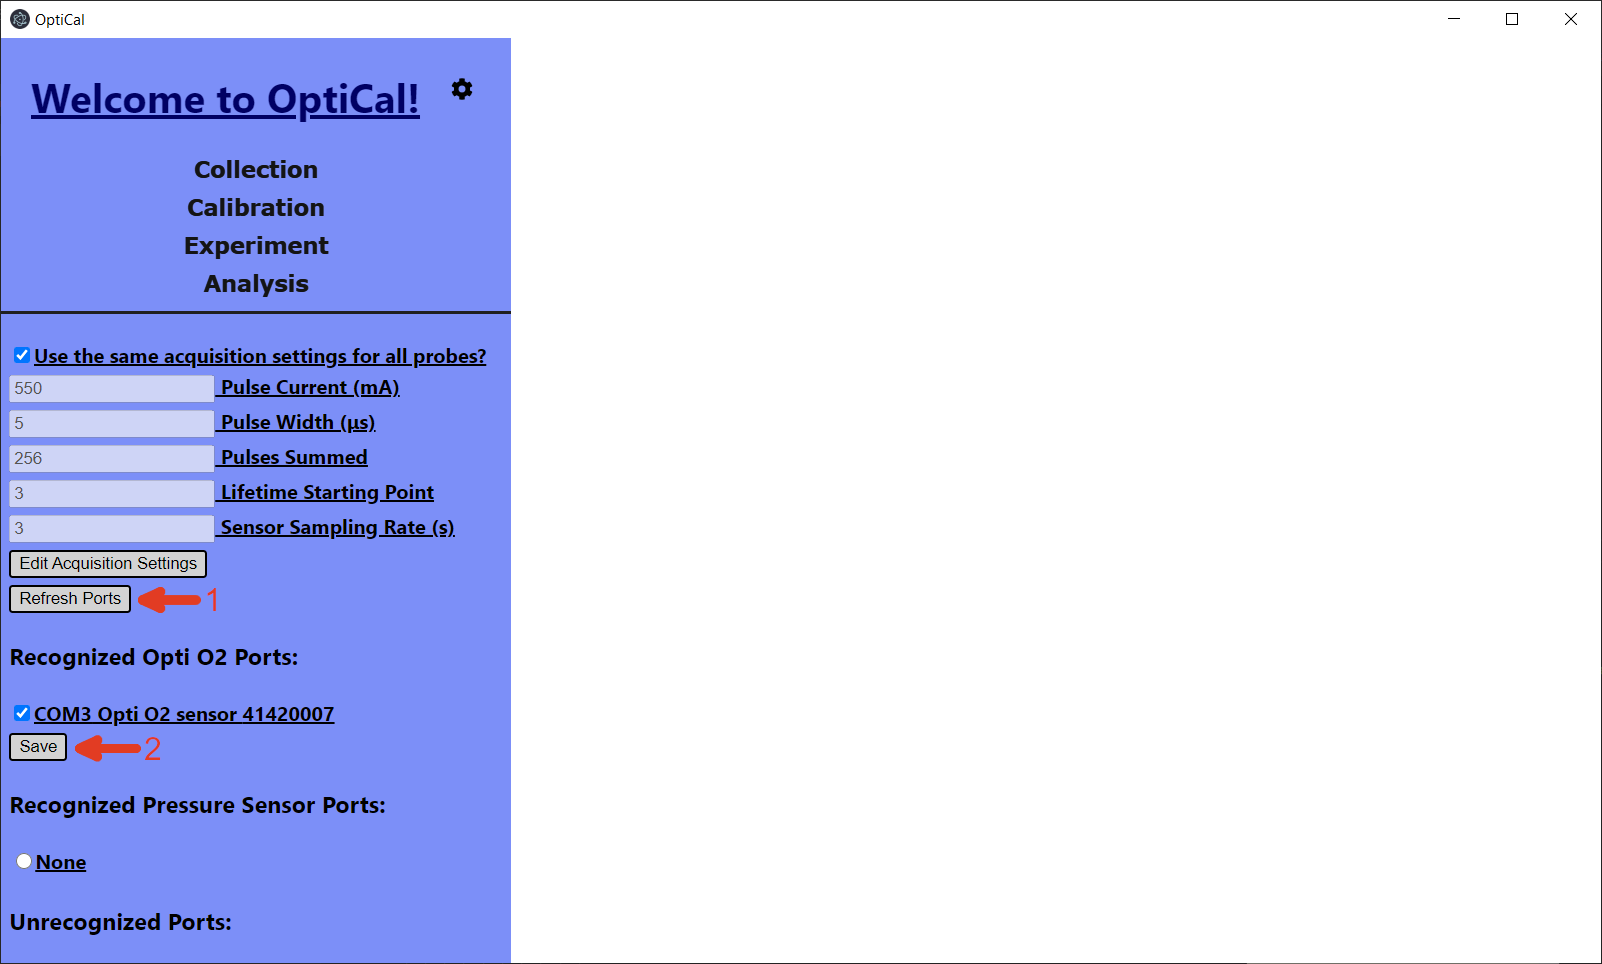 OptiCal
Welcome to OptiCal!
Collection
Calibration
Experiment
Analysis
Use the same acquisition settings for all probes?
550 Pulse Current (mA)
5 Pulse Width (µs)
256 Pulses Summed
3 Lifetime Starting Point
3 Sensor Sampling Rate (s)
Edit Acquisition Settings
Refresh Ports 1
Recognized Opti O2 Ports:
COM3 Opti O2 sensor 41420007
Save 2
Recognized Pressure Sensor Ports:
None
Unrecognized Ports: